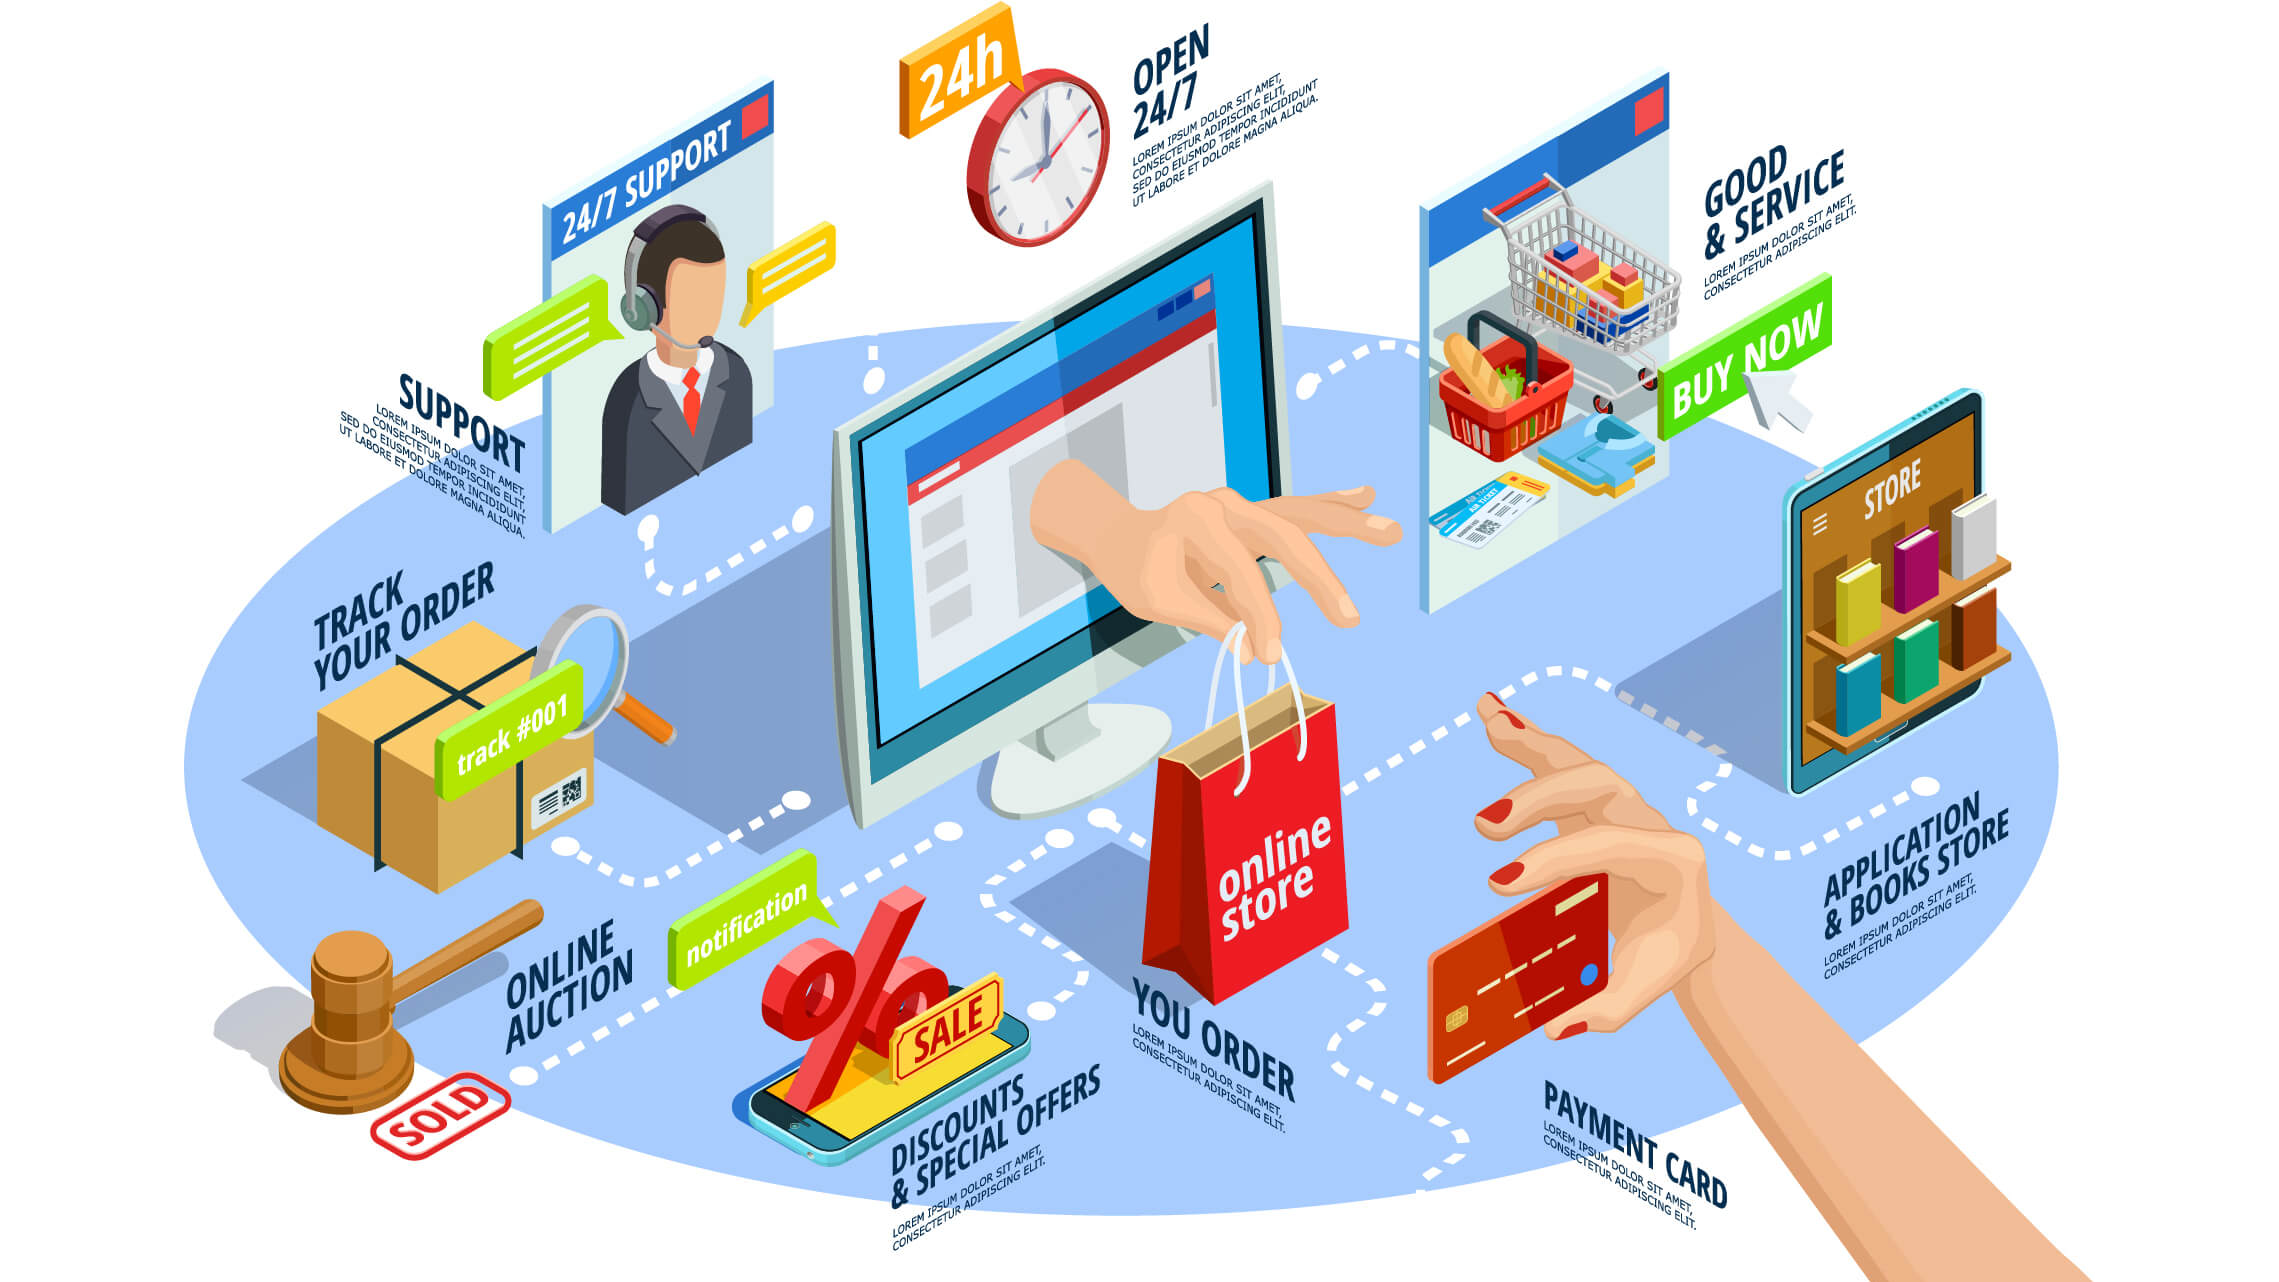 24h
OPEN
24/7
LOREM IPSUM DOLOR SIT AMET,
CONSECTETUR ADIPISCING ELIT,
SED DO EIUSMOD TEMPOR INCIDIDUNT
UT LABORE ET DOLORE MAGNA ALIQUA.
24/7 SUPPORT
SUPPORT
LOREM IPSUM DOLOR SIT AMET,
CONSECTETUR ADIPISCING ELIT,
SED DO EIUSMOD TEMPOR INCIDIDUNT
UT LABORE ET DOLORE MAGNA ALIQUA.
GOOD
& SERVICE
LOREM IPSUM DOLOR SIT AMET,
CONSECTETUR ADIPISCING ELIT.
BUY NOW
AIR TICKET
AIR TICKET
STORE
APPLICATION
& BOOKS STORE
LOREM IPSUM DOLOR SIT AMET,
CONSECTETUR ADIPISCING ELIT.
TRACK
YOUR ORDER
track #001
ONLINE
AUCTION
SOLD
notification
SALE
DISCOUNTS
& SPECIAL OFFERS
LOREM IPSUM DOLOR SIT AMET,
CONSECTETUR ADIPISCING ELIT.
online
store
YOU ORDER
LOREM IPSUM DOLOR SIT AMET,
CONSECTETUR ADIPISCING ELIT.
PAYMENT CARD
LOREM IPSUM DOLOR SIT AMET,
CONSECTETUR ADIPISCING ELIT.